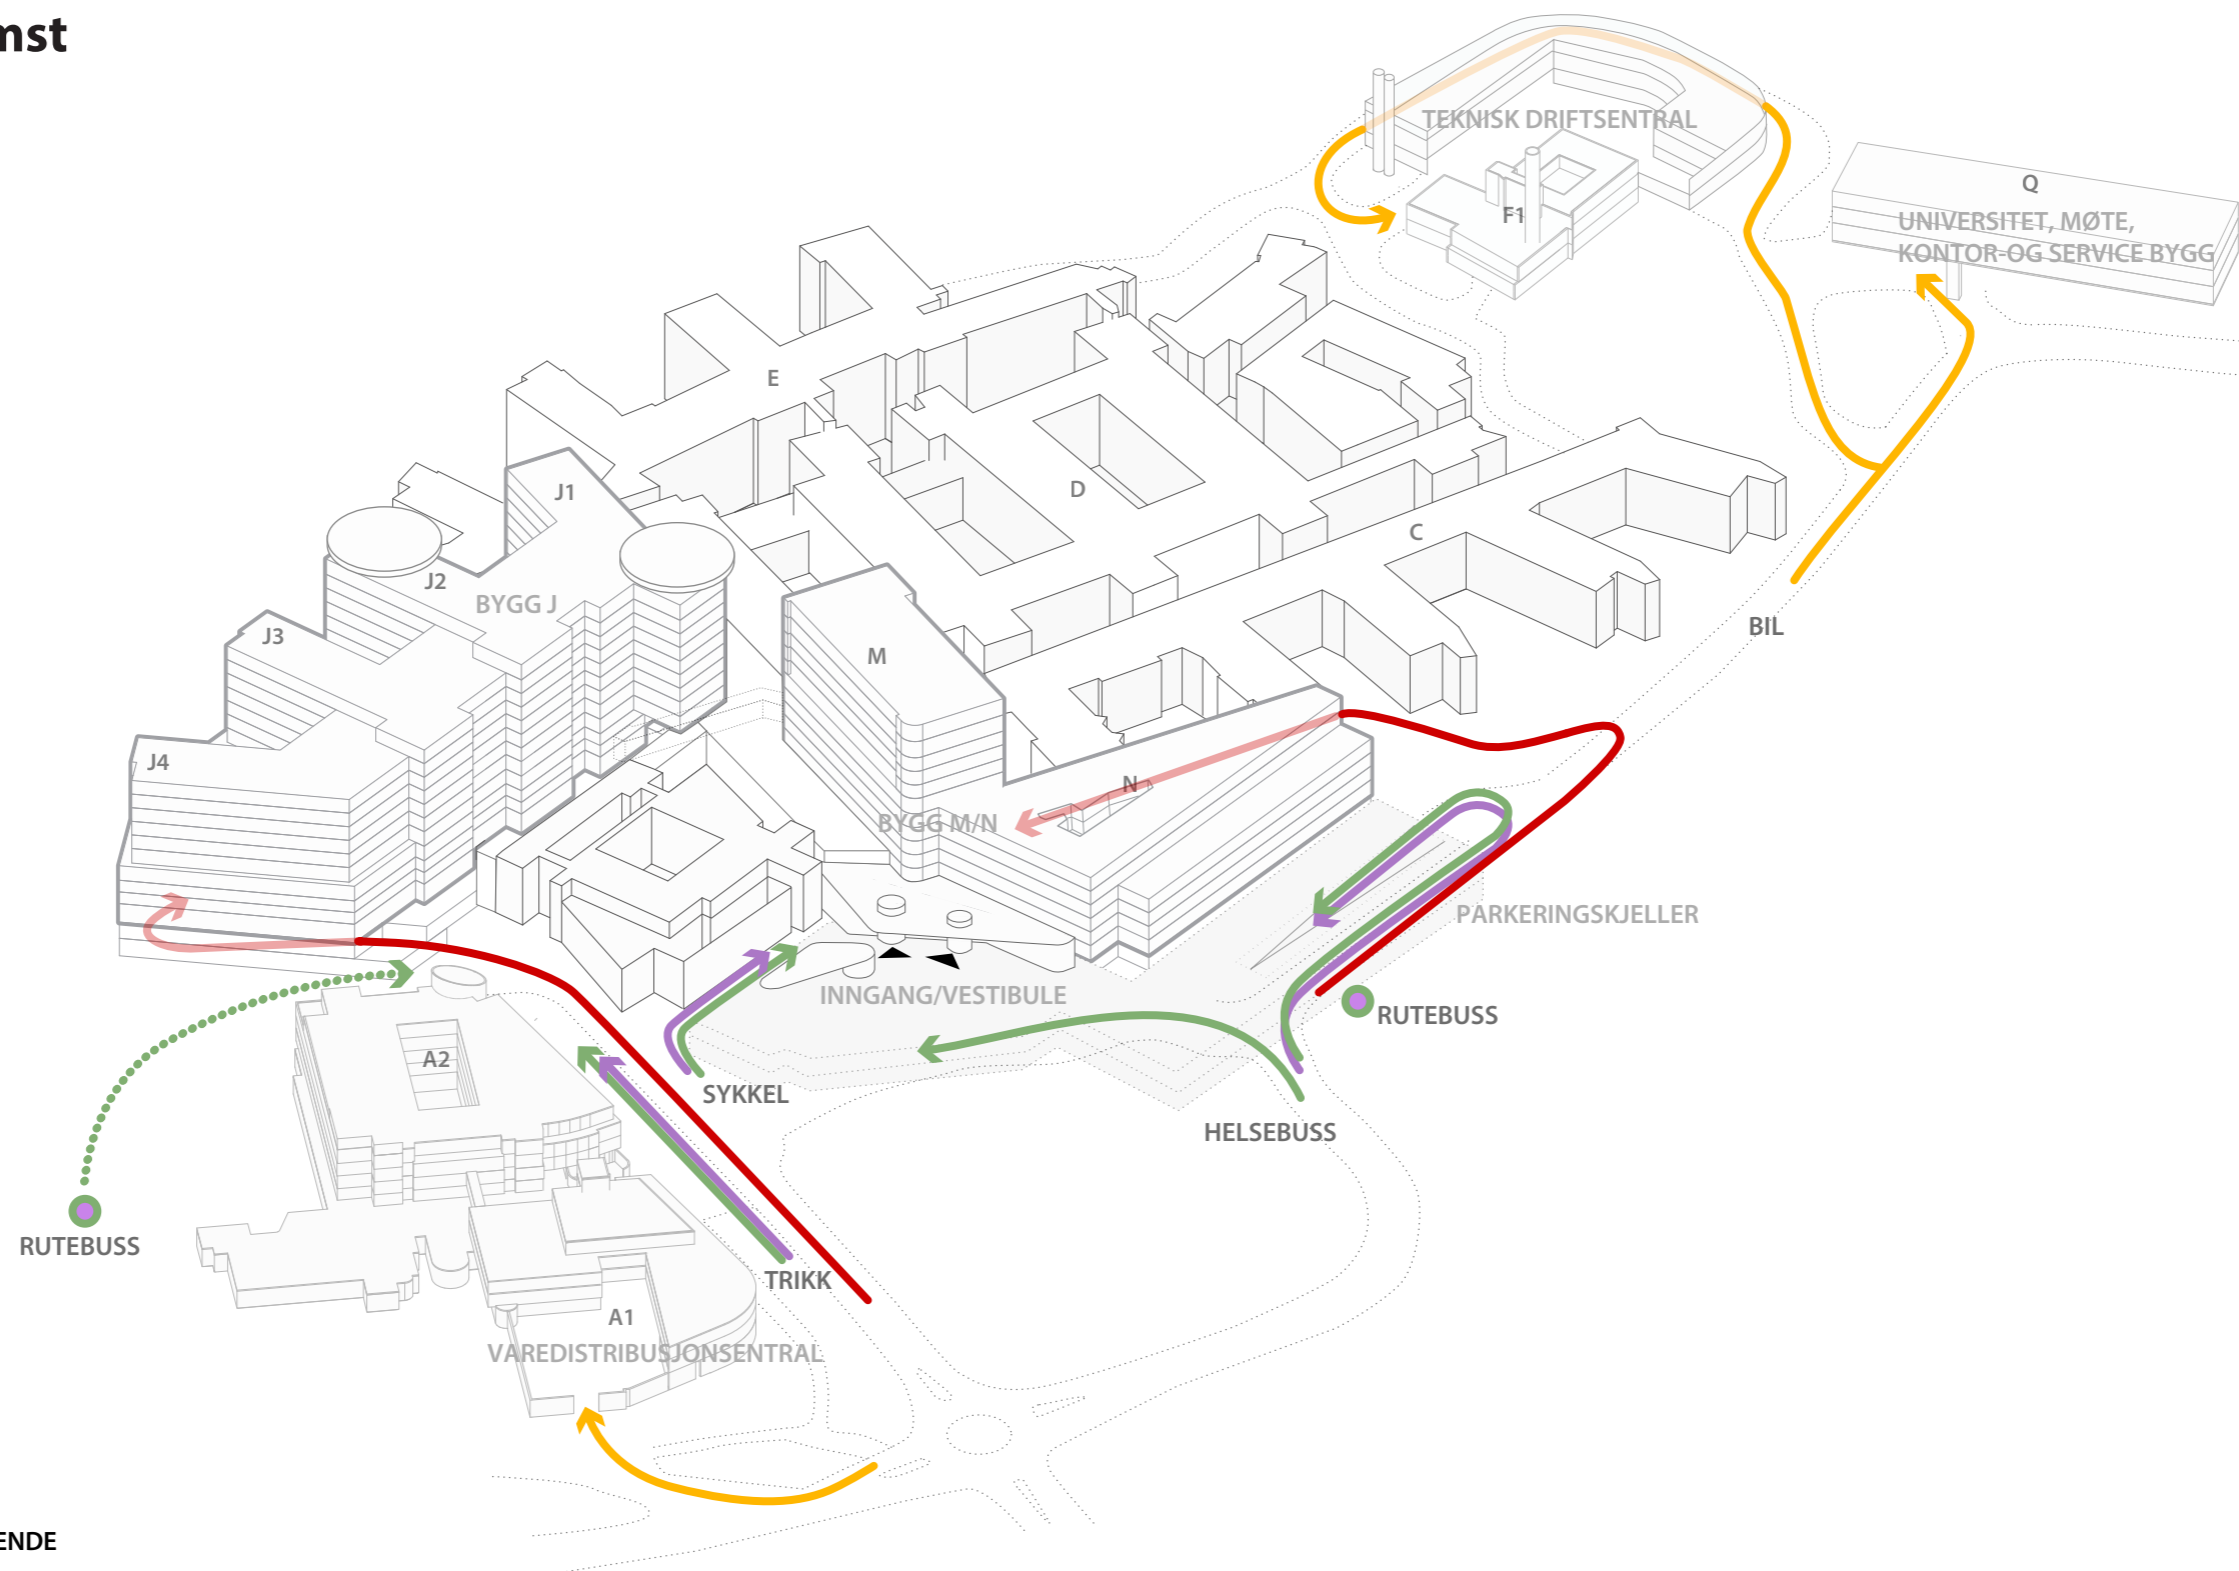 mst
TEKNISK DRIFTSENTRAL
F1
Q
UNIVERSITET, MØTE,
KONTOR-OG SERVICE BYGG
E
J1
D
C
J2
BYGG J
J3
M
BIL
J4
N
BYGG M/N
PARKERINGSKJELLER
INNGANG/VESTIBULE
RUTEBUSS
A2
SYKKEL
HELSEBUSS
RUTEBUSS
TRIKK
A1
VAREDISTRIBUSJONSENTRAL
ENDE